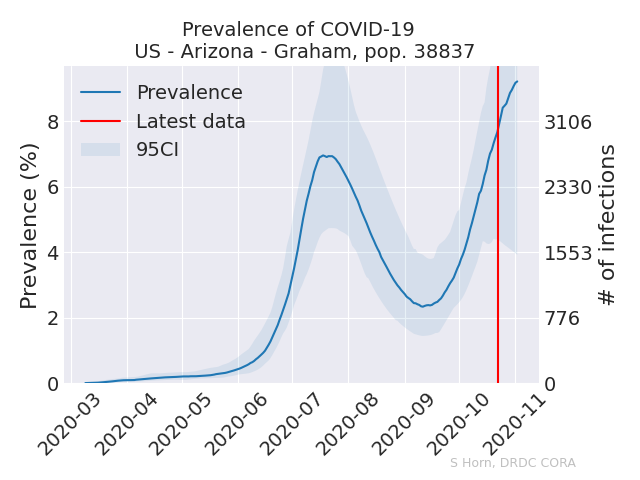 Prevalence of COVID-19
US - Arizona - Graham, pop. 38837
Prevalence
Latest data
95CI
Prevalence (%)
8
6
4
2
0
3106
2330
1553
776
0
# of infections
2020-03
2020-04
2020-05
2020-06
2020-07
2020-08
2020-09
2020-10
2020-11
S Horn, DRDC CORA